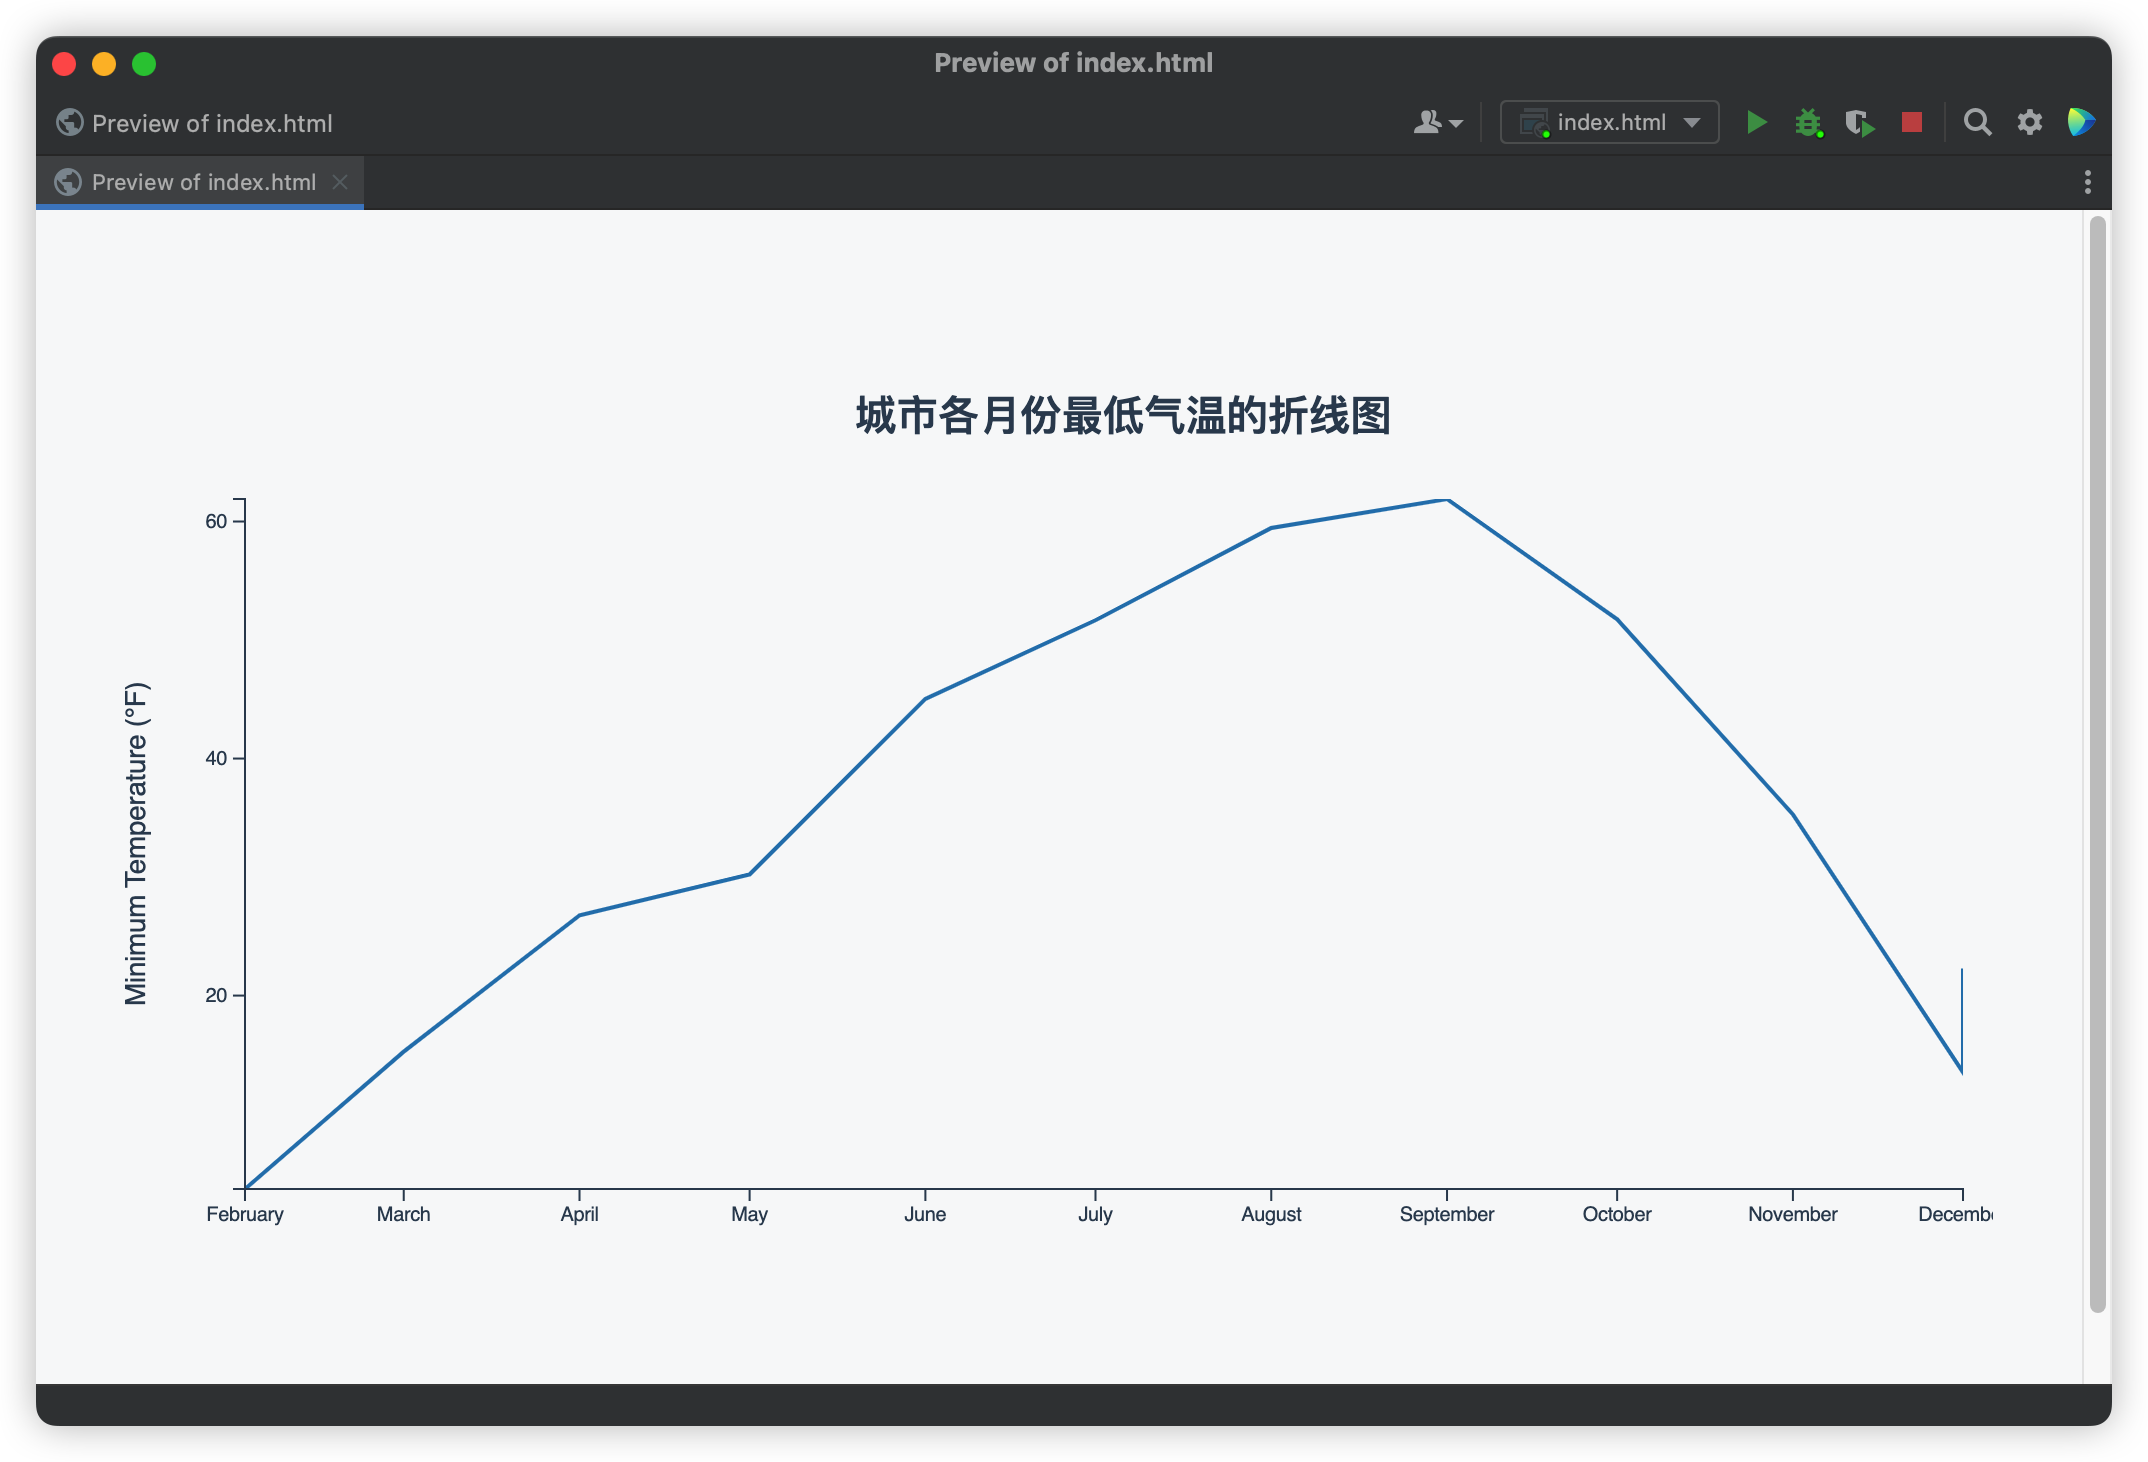 Preview of index.html
Preview of index.html
index.html
Preview of index.html
城市各月份最低气温的折线图
60
40
20
Minimum Temperature (°F)
February
March
April
May
June
July
August
September
October
November
Decemb